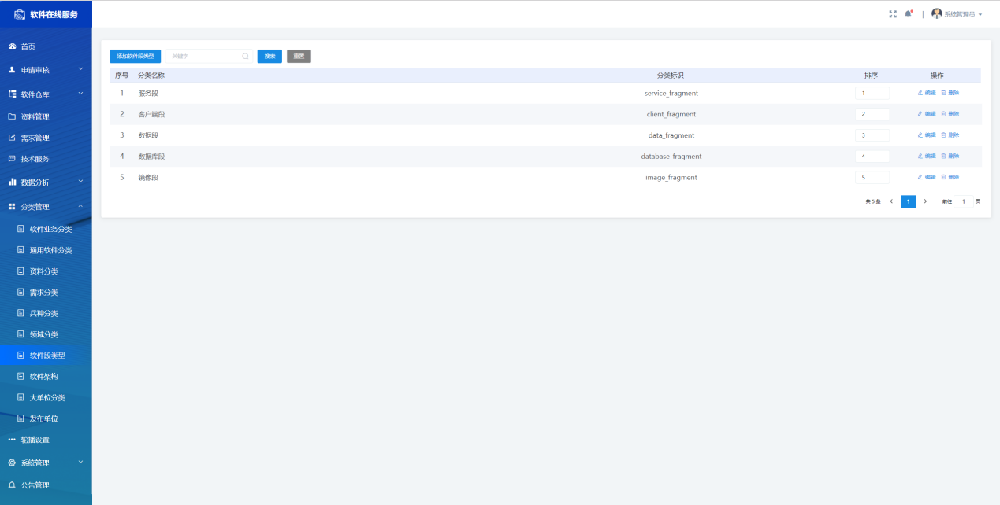 软件在线服务
系统管理员
首页
申请审核
软件仓库
资料管理
需求管理
技术服务
数据分析
分类管理
软件业务分类
通用软件分类
资料分类
需求分类
兵种分类
领域分类
软件段类型
软件架构
大单位分类
发布单位
轮播设置
系统管理
公告管理
添加软件段类型 关键字 搜索 重置
序号 分类名称 分类标识 排序 操作
1 服务段 service_fragment 1 编辑 删除
2 客户端段 client_fragment 2 编辑 删除
3 数据段 data_fragment 3 编辑 删除
4 数据库段 database_fragment 4 编辑 删除
5 镜像段 image_fragment 5 编辑 删除
共 5 条 1 前往 1 页